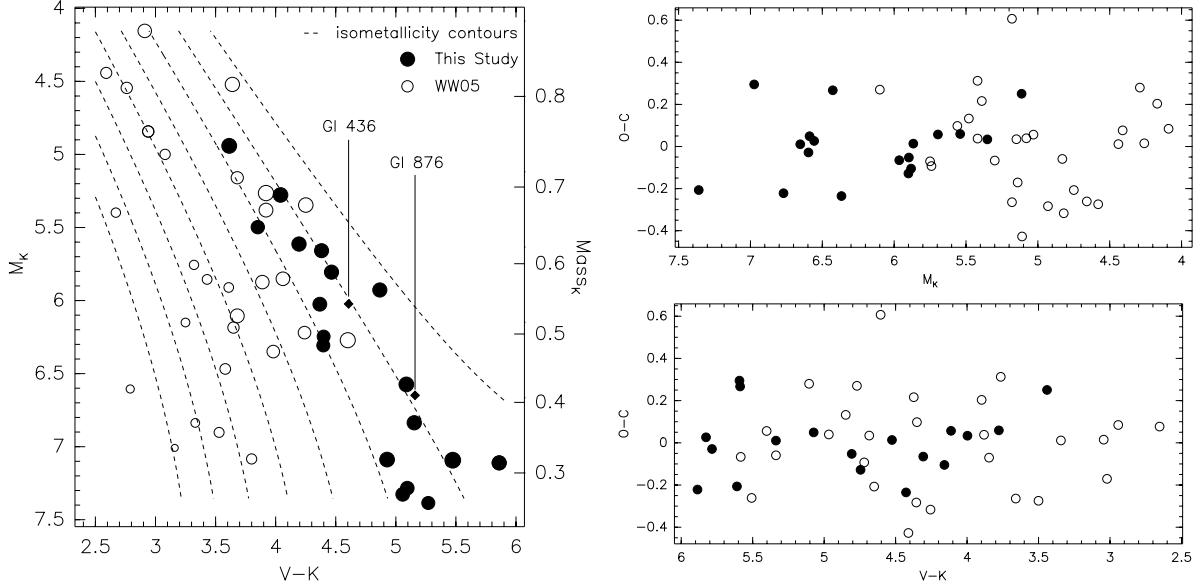 4
4.5
5
5.5
6
6.5
7
7.5
M_K
2.5 3 3.5 4 4.5 5 5.5 6
V−K
0.8
0.7
0.6
0.5
0.4
0.3
Mass_K
isometallicity contours
This Study
WW05
Gl 436
Gl 876
0.6
0.4
0.2
0
−0.2
−0.4
O−C
7.5 7 6.5 6 5.5 5 4.5 4
M_K
0.6
0.4
0.2
0
−0.2
−0.4
O−C
6 5.5 5 4.5 4 3.5 3 2.5
V−K